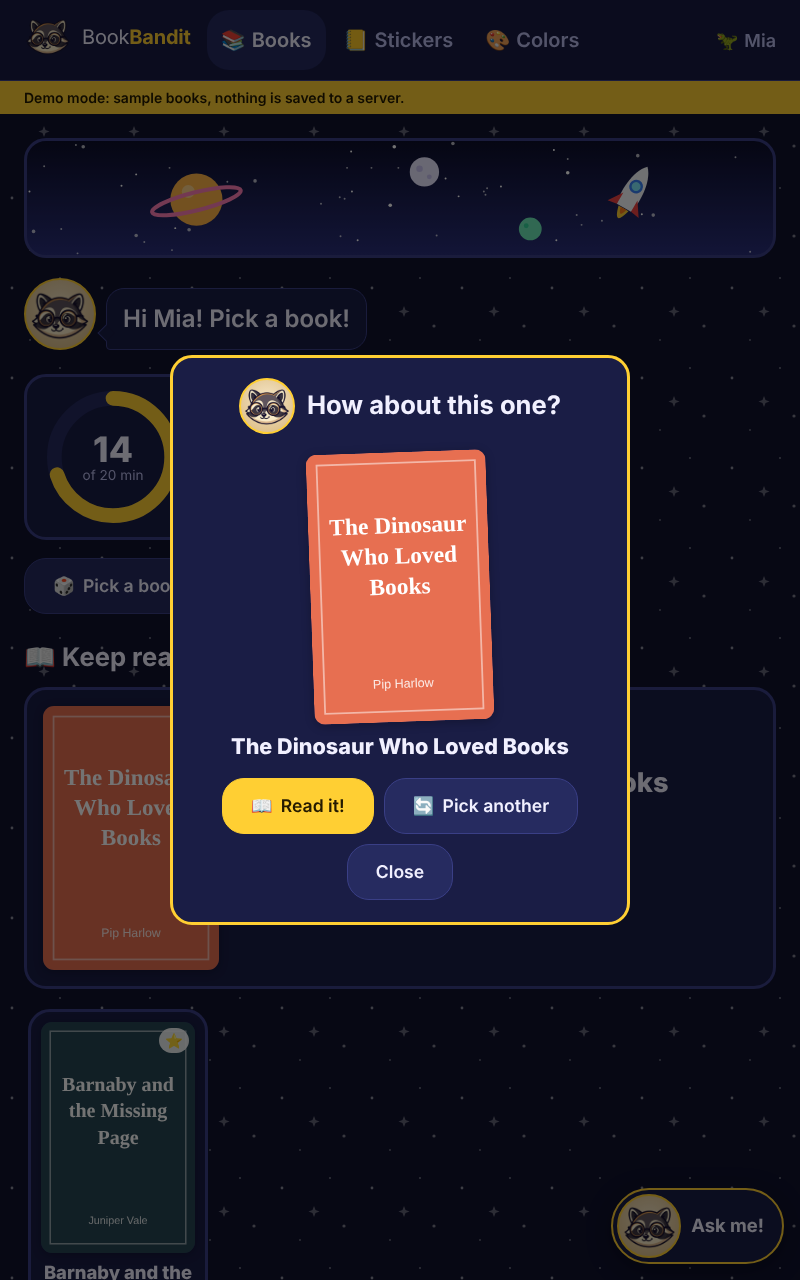 BookBandit
Books
Stickers
Colors
Mia
Demo mode: sample books, nothing is saved to a server.
Hi Mia! Pick a book!
14
of 20 min
Pick a boo
Keep rea
The Dinosa
Who Love
Books
Pip Harlow
oks
How about this one?
The Dinosaur
Who Loved
Books
Pip Harlow
The Dinosaur Who Loved Books
Read it!
Pick another
Close
Barnaby and
the Missing
Page
Juniper Vale
Barnaby and the
Ask me!